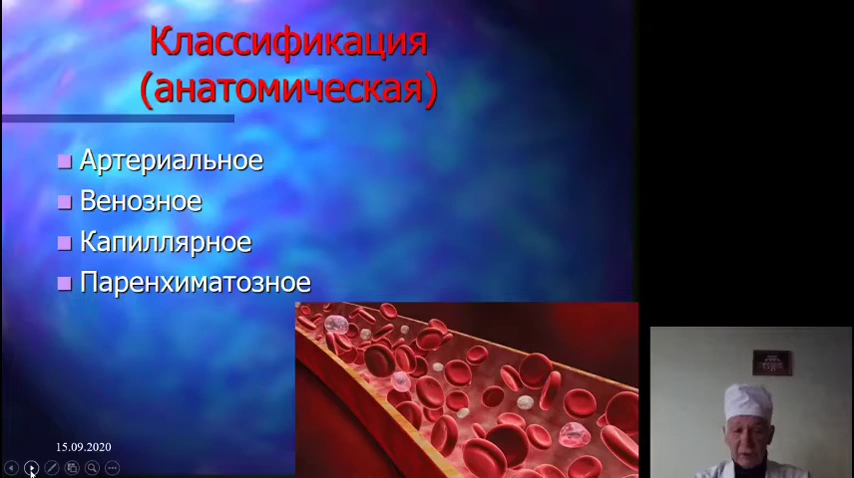 Классификация
(анатомическая)
Артериальное
Венозное
Капиллярное
Паренхиматозное
15.09.2020